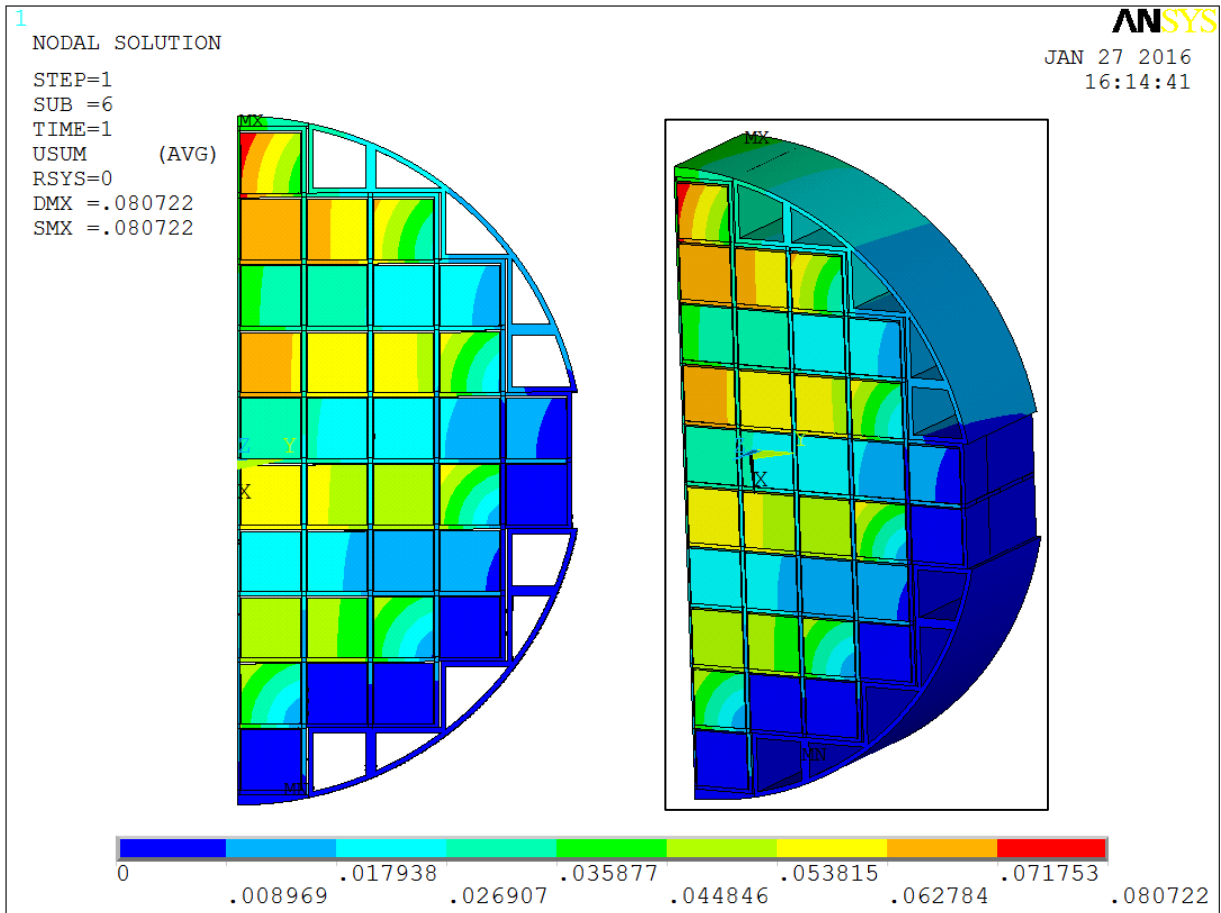 1
ANSYS
NODAL SOLUTION
JAN 27 2016
16:14:41
STEP=1
SUB =6
TIME=1
USUM (AVG)
RSYS=0
DMX =.080722
SMX =.080722
MX
MX
Z Y
X
Z Y
X
MN
MN
0 .017938 .035877 .053815 .071753
.008969 .026907 .044846 .062784 .080722